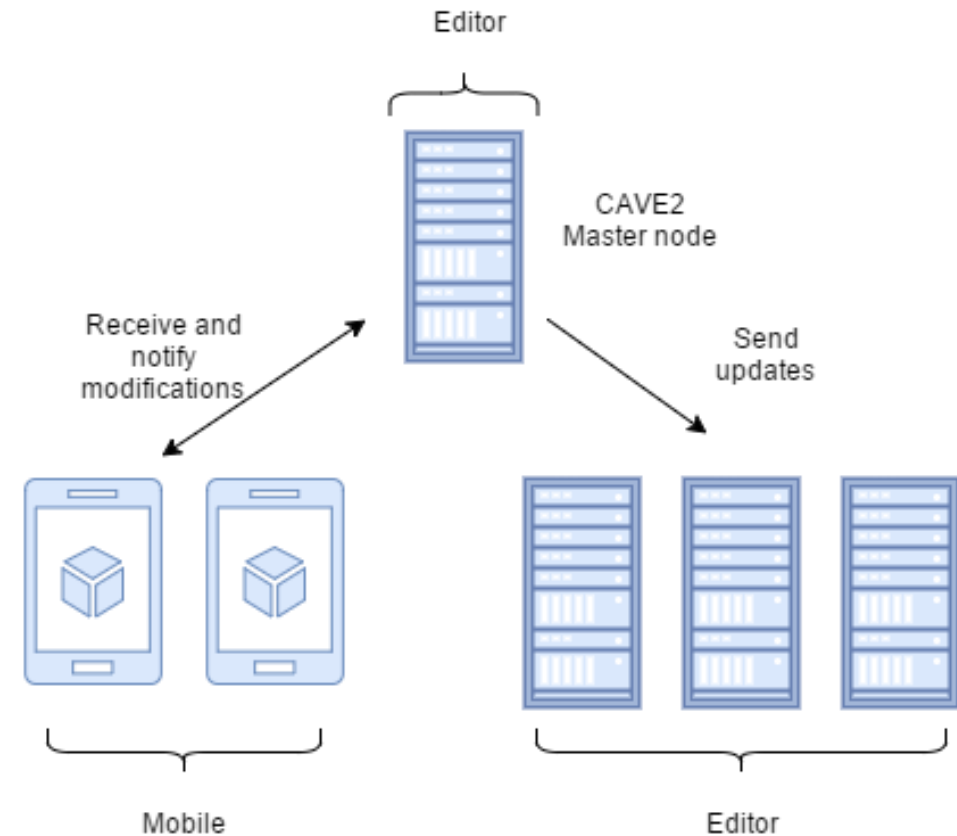 Editor
CAVE2
Master node
Receive and
notify
modifications
Send
updates
Mobile
Editor